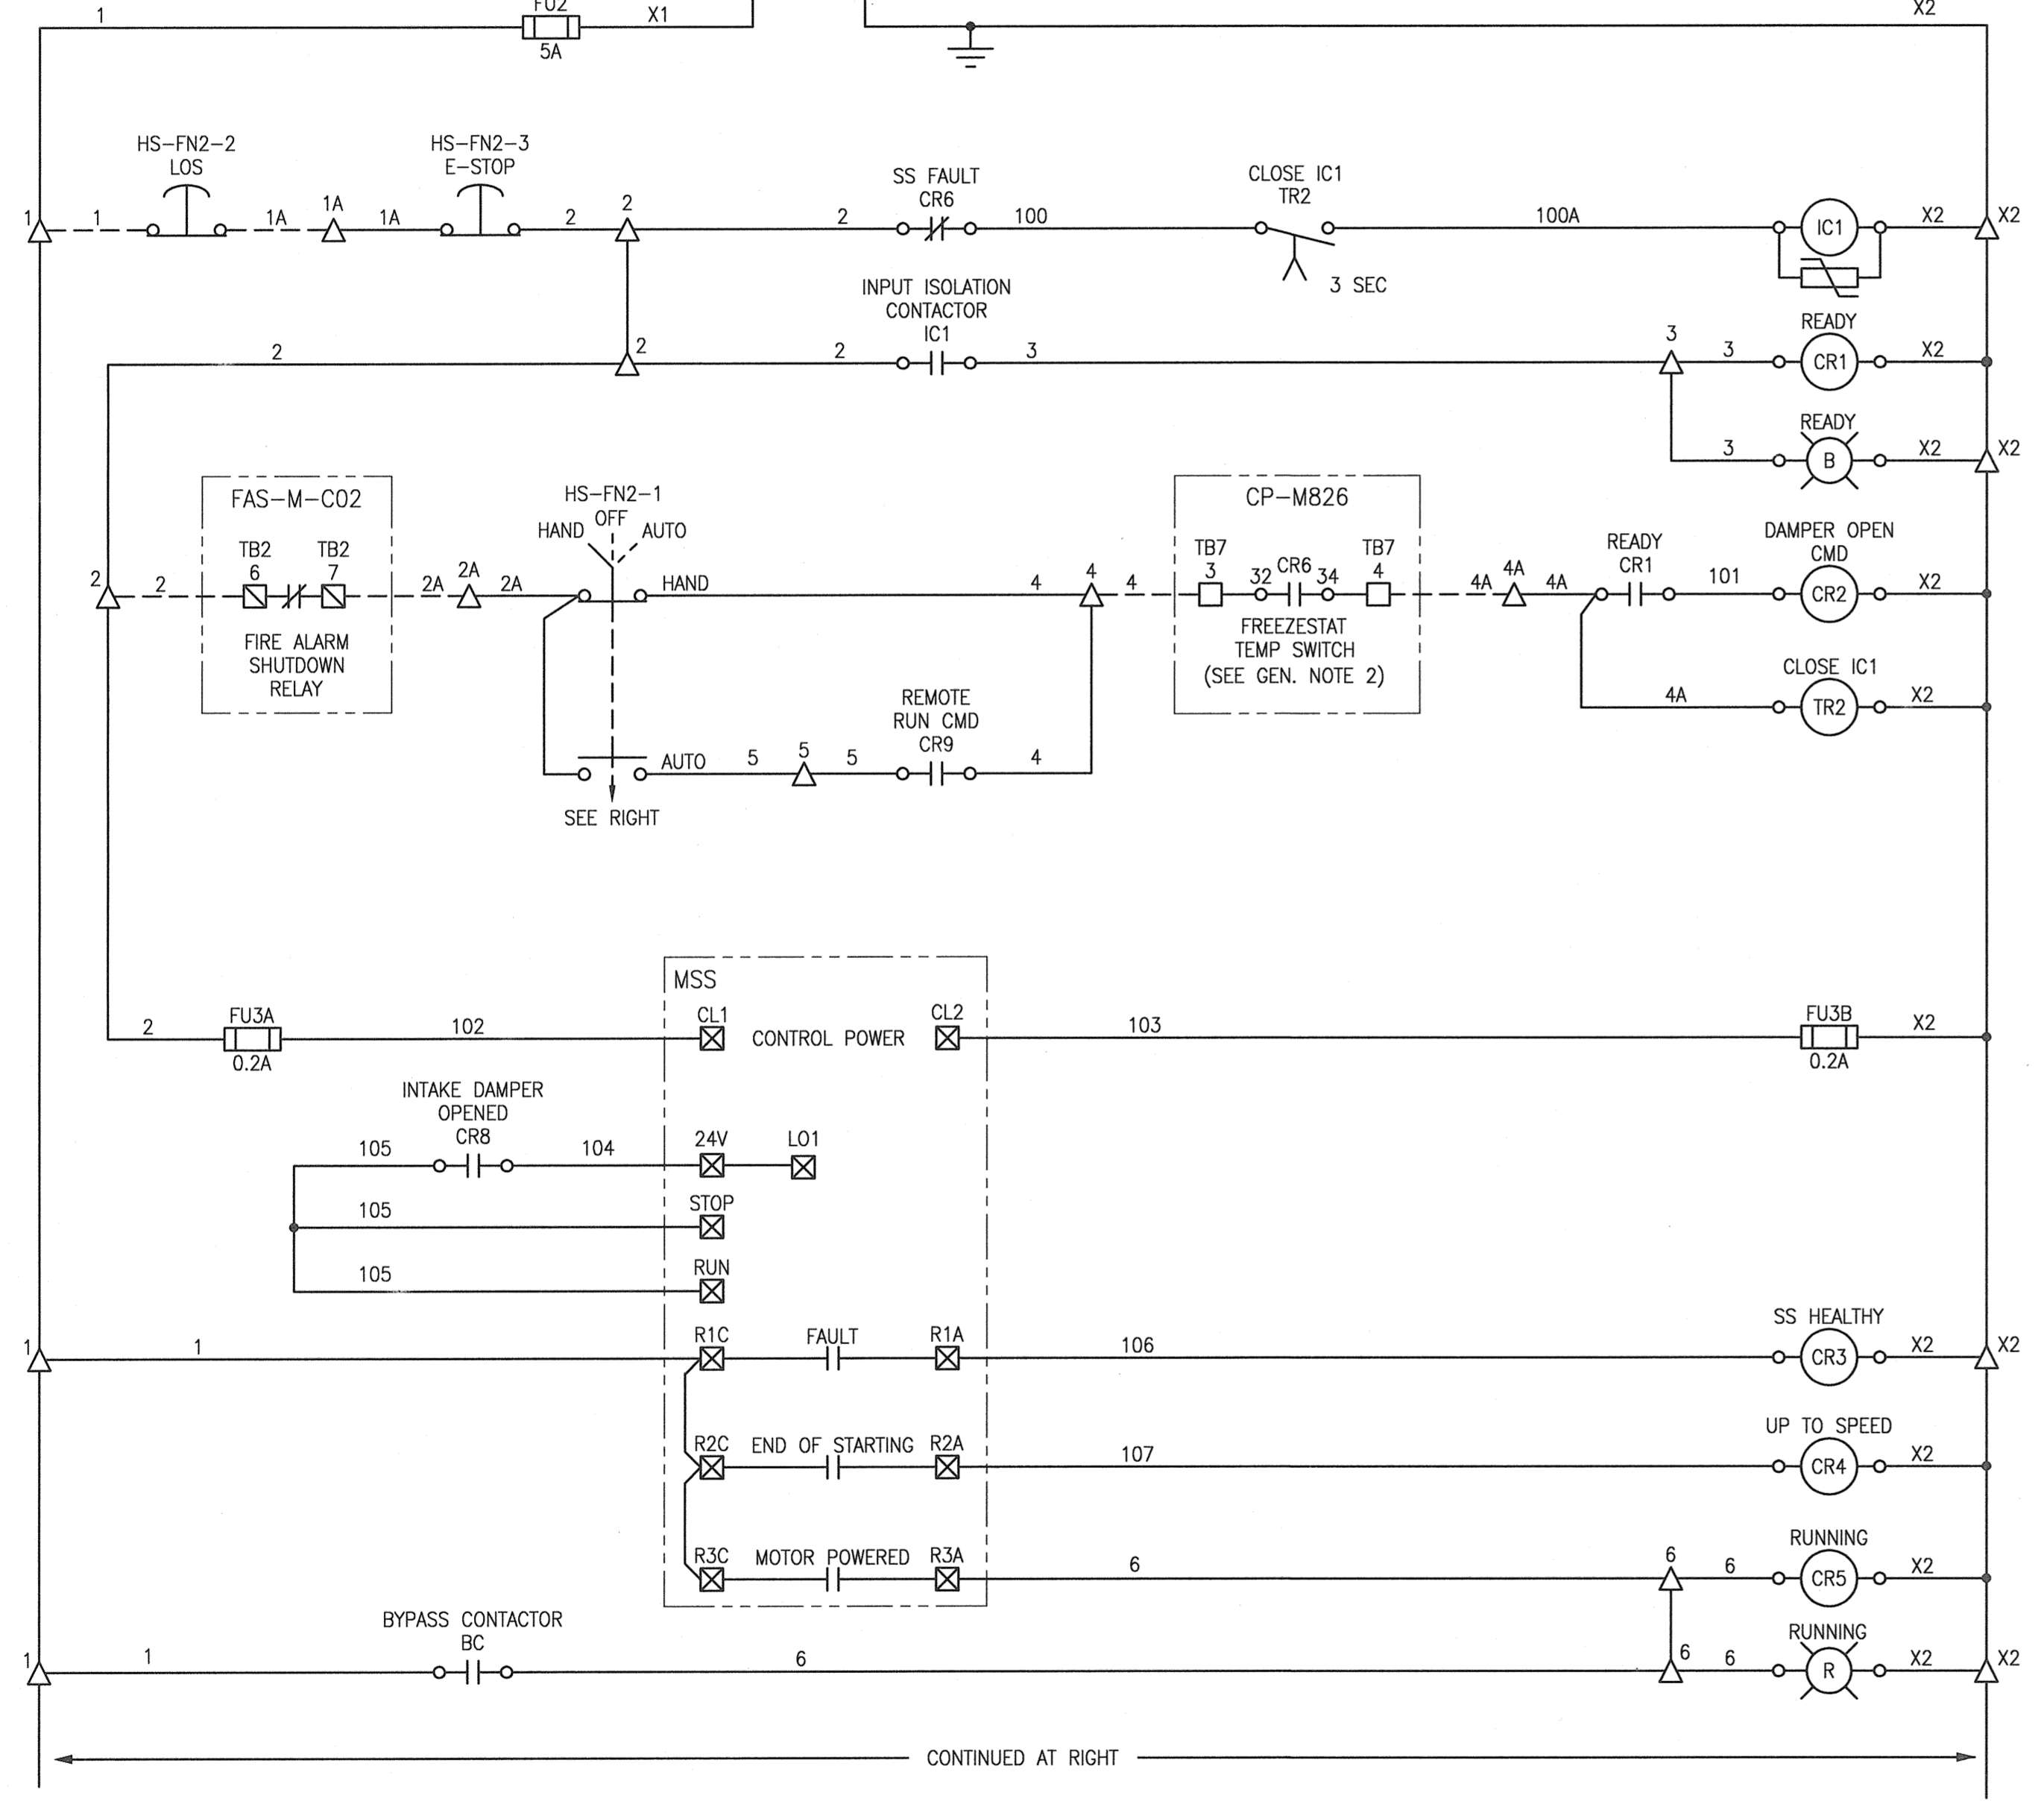 1 FU2 X1 X2
5A
HS-FN2-2
LOS
HS-FN2-3
E-STOP
SS FAULT
CR6
CLOSE IC1
TR2
1 1 1A 1A 1A 2 2 2 100 100A IC1 X2 X2
3 SEC
INPUT ISOLATION
CONTACTOR
IC1
READY
2 2 2 3 3 3 CR1 X2
READY
3 B X2 X2
FAS-M-C02
HS-FN2-1
OFF
HAND AUTO
CP-M826
DAMPER OPEN
CMD
READY
CR1
TB2
6
TB2
7
TB7
3
32 CR6 34
TB7
4
2 2 2A 2A 2A HAND 4 4 4 4A 4A 4A 101 CR2 X2
FIRE ALARM
SHUTDOWN
RELAY
FREEZESTAT
TEMP SWITCH
(SEE GEN. NOTE 2)
CLOSE IC1
4A TR2 X2
REMOTE
RUN CMD
CR9
AUTO 5 5 5 4
SEE RIGHT
MSS
2 FU3A 102 CL1 CONTROL POWER CL2 103 FU3B X2
0.2A 0.2A
INTAKE DAMPER
OPENED
CR8
105 104 24V LO1
105 STOP
105 RUN
SS HEALTHY
1 1 R1C FAULT R1A 106 CR3 X2 X2
UP TO SPEED
R2C END OF STARTING R2A 107 CR4 X2
RUNNING
R3C MOTOR POWERED R3A 6 6 6 CR5 X2
BYPASS CONTACTOR
BC
RUNNING
1 1 6 6 6 R X2 X2
CONTINUED AT RIGHT